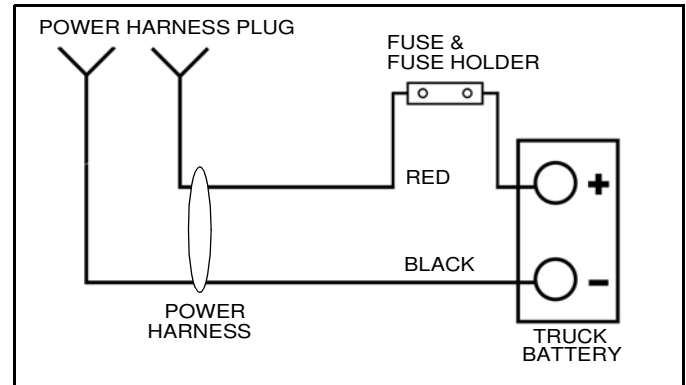 POWER HARNESS PLUG
FUSE &
FUSE HOLDER
RED
+
BLACK
-
POWER
HARNESS
TRUCK
BATTERY